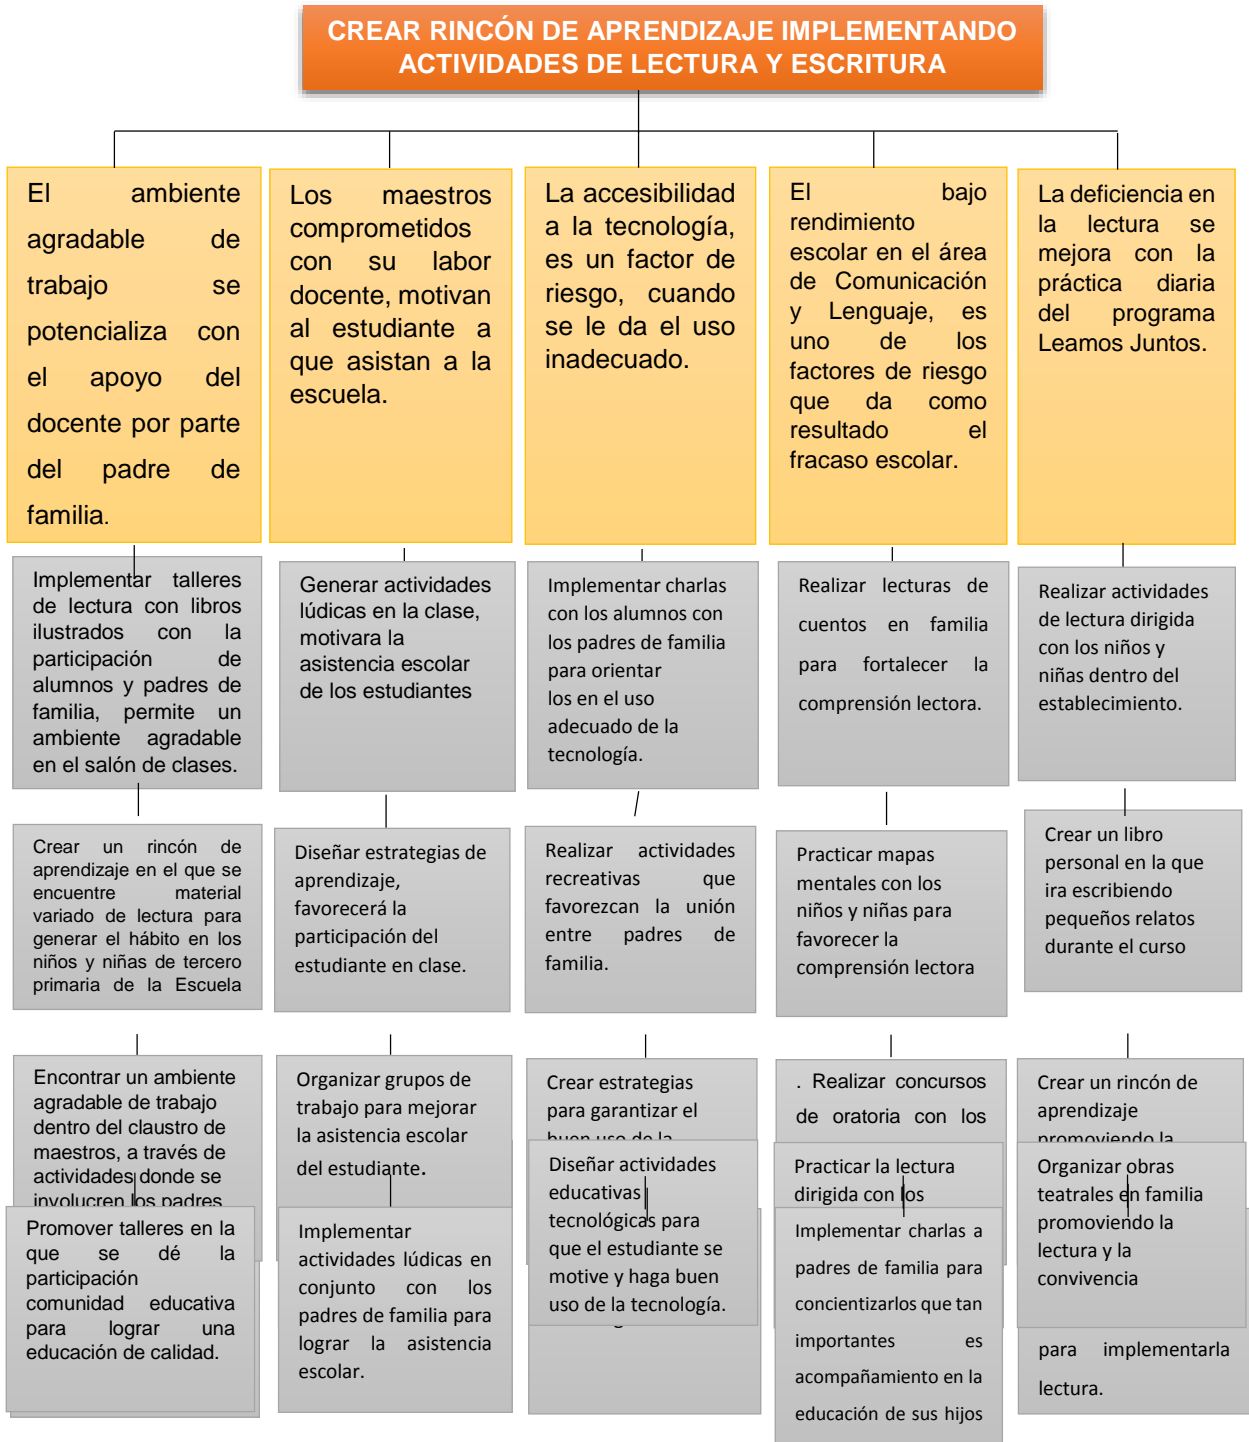 CREAR RINCÓN DE APRENDIZAJE IMPLEMENTANDO
ACTIVIDADES DE LECTURA Y ESCRITURA
El ambiente
agradable de
trabajo se
potencializa con
el apoyo del
docente por parte
del padre de
familia.
Los maestros
comprometidos
con su labor
docente, motivan
al estudiante a
que asistan a la
escuela.
La accesibilidad
a la tecnología,
es un factor de
riesgo, cuando
se le da el uso
inadecuado.
El bajo
rendimiento
escolar en el área
de Comunicación
y Lenguaje, es
uno de los
factores de riesgo
que da como
resultado el
fracaso escolar.
La deficiencia en
la lectura se
mejora con la
práctica diaria
del programa
Leamos Juntos.
Implementar talleres
de lectura con libros
ilustrados con la
participación de
alumnos y padres de
familia, permite un
ambiente agradable
en el salón de clases.
Generar actividades
lúdicas en la clase,
motivara la
asistencia escolar
de los estudiantes
Implementar charlas
con los alumnos con
los padres de familia
para orientar
los en el uso
adecuado de la
tecnología.
Realizar lecturas de
cuentos en familia
para fortalecer la
comprensión lectora.
Realizar actividades
de lectura dirigida
con los niños y
niñas dentro del
establecimiento.
Crear un rincón de
aprendizaje en el que se
encuentre material
variado de lectura para
generar el hábito en los
niños y niñas de tercero
primaria de la Escuela
Diseñar estrategias de
aprendizaje,
favorecerá la
participación del
estudiante en clase.
Realizar actividades
recreativas que
favorezcan la unión
entre padres de
familia.
Practicar mapas
mentales con los
niños y niñas para
favorecer la
comprensión lectora
Crear un libro
personal en la que
ira escribiendo
pequeños relatos
durante el curso
Encontrar un ambiente
agradable de trabajo
dentro del claustro de
maestros, a través de
actividades donde se
involucren los padres
Organizar grupos de
trabajo para mejorar
la asistencia escolar
del estudiante.
Crear estrategias
para garantizar el
buen uso de la
. Realizar concursos
de oratoria con los
Crear un rincón de
aprendizaje
promoviendo la
Promover talleres en la
que se dé la
participación
comunidad educativa
para lograr una
educación de calidad.
Implementar
actividades lúdicas en
conjunto con los
padres de familia para
lograr la asistencia
escolar.
Diseñar actividades
educativas
tecnológicas para
que el estudiante se
motive y haga buen
uso de la tecnología.
Practicar la lectura
dirigida con los
Implementar charlas a
padres de familia para
concientizarlos que tan
importantes es
acompañamiento en la
educación de sus hijos
Organizar obras
teatrales en familia
promoviendo la
lectura y la
convivencia
para implementarla
lectura.